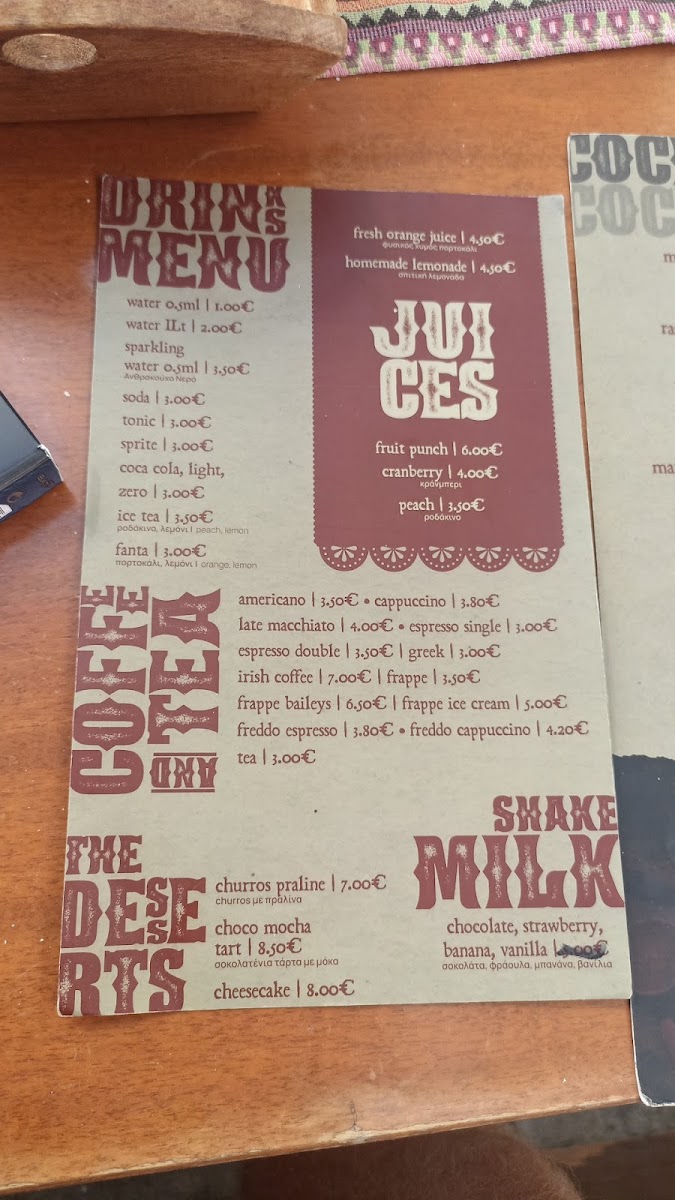 DRINKS
MENU
water 0.5ml | 1.00€
water 1Lt | 2.00€
sparkling
water 0.5ml | 3.50€
Ανθρακούχο Νερό
soda | 3.00€
tonic | 3.00€
sprite | 3.00€
coca cola, light,
zero | 3.00€
ice tea | 3.50€
ροδάκινο, λεμόνι | peach, lemon
fanta | 3.00€
πορτοκάλι, λεμόνι | orange, lemon
fresh orange juice | 4.50€
φυσικός χυμός πορτοκάλι
homemade lemonade | 4.50€
σπιτική λεμονάδα
JUI
CES
fruit punch | 6.00€
cranberry | 4.00€
κράνμπερι
peach | 3.50€
ροδάκινο
COFFEE
AND TEA
americano | 3.50€ • cappuccino | 3.80€
late macchiato | 4.00€ • espresso single | 3.00€
espresso double | 3.50€ | greek | 3.00€
irish coffee | 7.00€ | frappe | 3.50€
frappe baileys | 6.50€ | frappe ice cream | 5.00€
freddo espresso | 3.80€ • freddo cappuccino | 4.20€
tea | 3.00€
THE
DESSE
RTS
churros praline | 7.00€
churros με πραλίνα
choco mocha
tart | 8.50€
σοκολατένια τάρτα με μόκα
cheesecake | 8.00€
SHAKE
MILK
chocolate, strawberry,
banana, vanilla |
σοκολάτα, φράουλα, μπανάνα, βανίλια
COC
COC
m
ra
ma